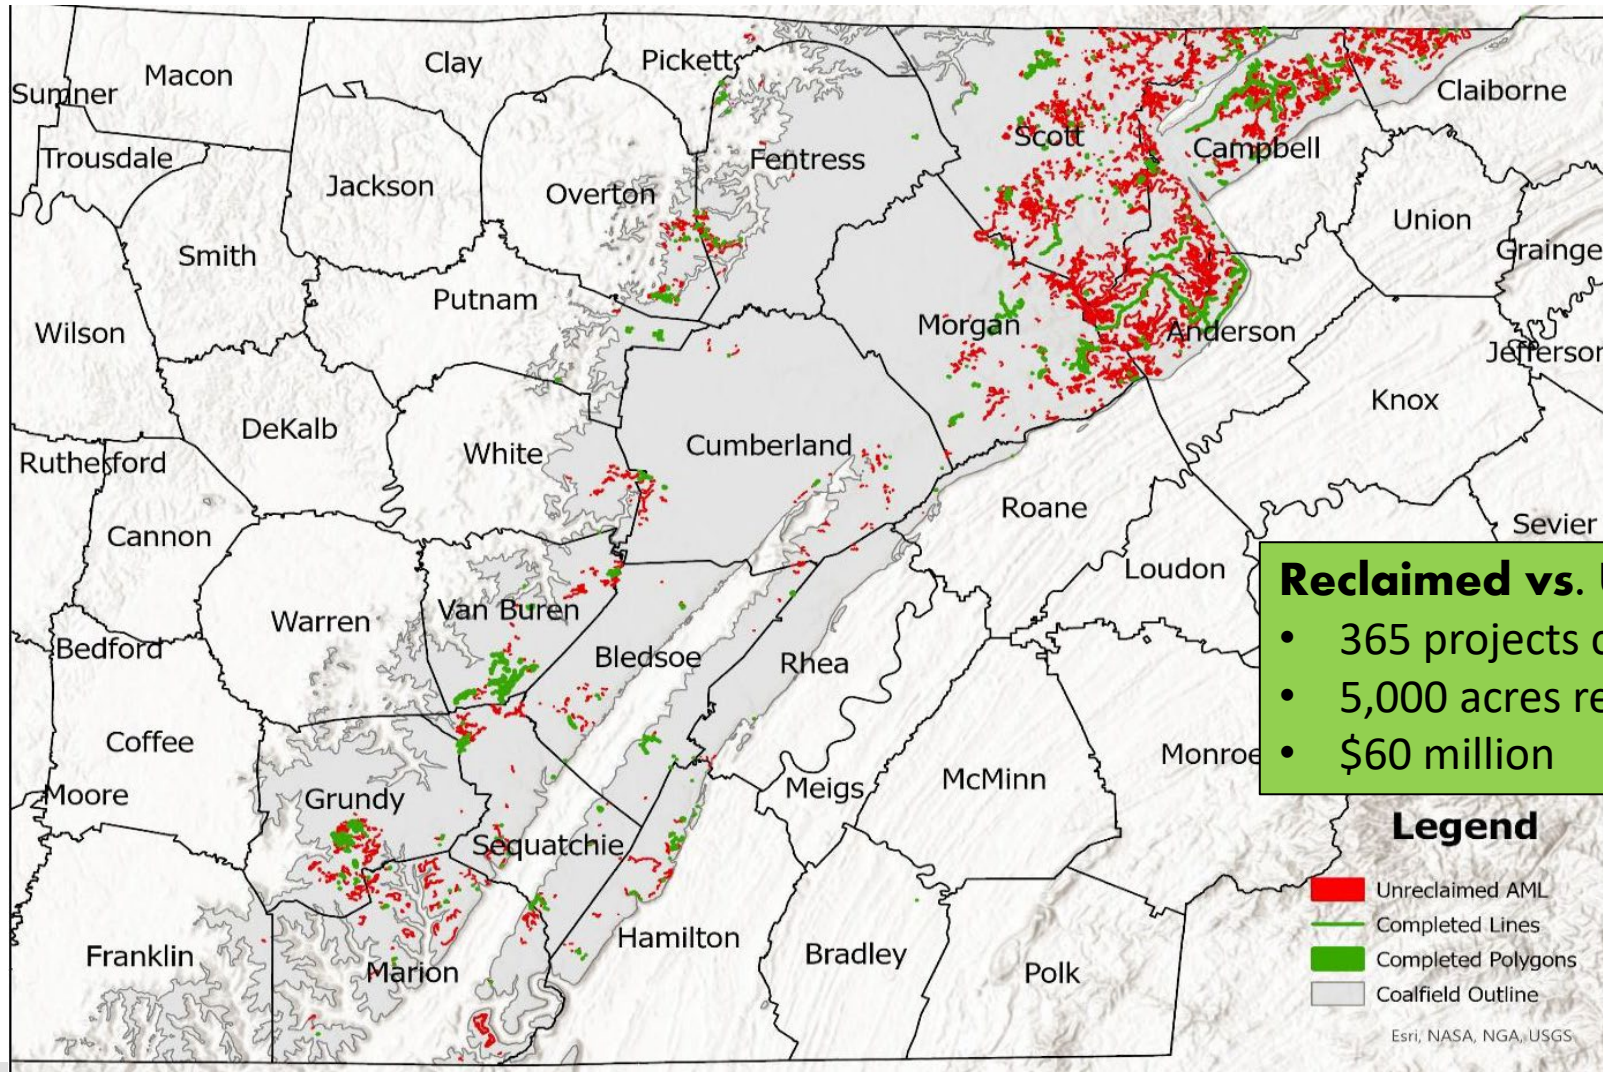 Macon
Clay
Pickett
Sumner
Claiborne
Trousdale
Scott
Campbell
Fentress
Jackson
Overton
Union
Smith
Grainge
Putnam
Wilson
Morgan
Anderson
Jefferson
Knox
DeKalb
Cumberland
White
Rutherford
Roane
Cannon
Sevier
Loudon
Reclaimed vs. U
Van Buren
Warren
• 365 projects c
Bedford
Bledsoe
Rhea
• 5,000 acres re
Coffee
Monroe
• $60 million
Moore
Grundy
Meigs
McMinn
Legend
Sequatchie
Unreclaimed AML
Completed Lines
Hamilton
Franklin
Bradley
Completed Polygons
Marion
Polk
Coalfield Outline
Esri, NASA, NGA, USGS